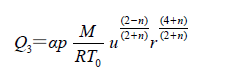 Q₃=αp M/RT₀ u^((2−n)/(2+n)) r^((4+n)/(2+n))